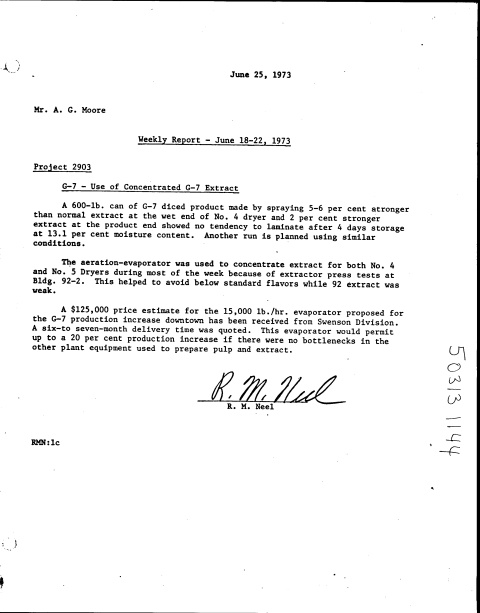 June 25, 1973
Mr. A. G. Moore
Weekly Report - June 18-22, 1973
Project 2903
G-7 - Use of Concentrated G-7 Extract
A 600-lb. can of G-7 diced product made by spraying 5-6 per cent stronger
than normal extract at the wet end of No. 4 dryer and 2 per cent stronger
extract at the product end showed no tendency to laminate after 4 days storage
at 13.1 per cent moisture content. Another run is planned using similar
conditions.
The aeration-evaporator was used to concentrate extract for both No. 4
and No. 5 Dryers during most of the week because of extractor press tests at
Bldg. 92-2. This helped to avoid below standard flavors while 92 extract was
weak.
A $125,000 price estimate for the 15,000 lb./hr. evaporator proposed for
the G-7 production increase downtown has been received from Swenson Division.
A six-to seven-month delivery time was quoted. This evaporator would permit
up to a 20 per cent production increase if there were no bottlenecks in the
other plant equipment used to prepare pulp and extract.
R. M. Neel
R. M. Neel
RMN:lc
50313 1144